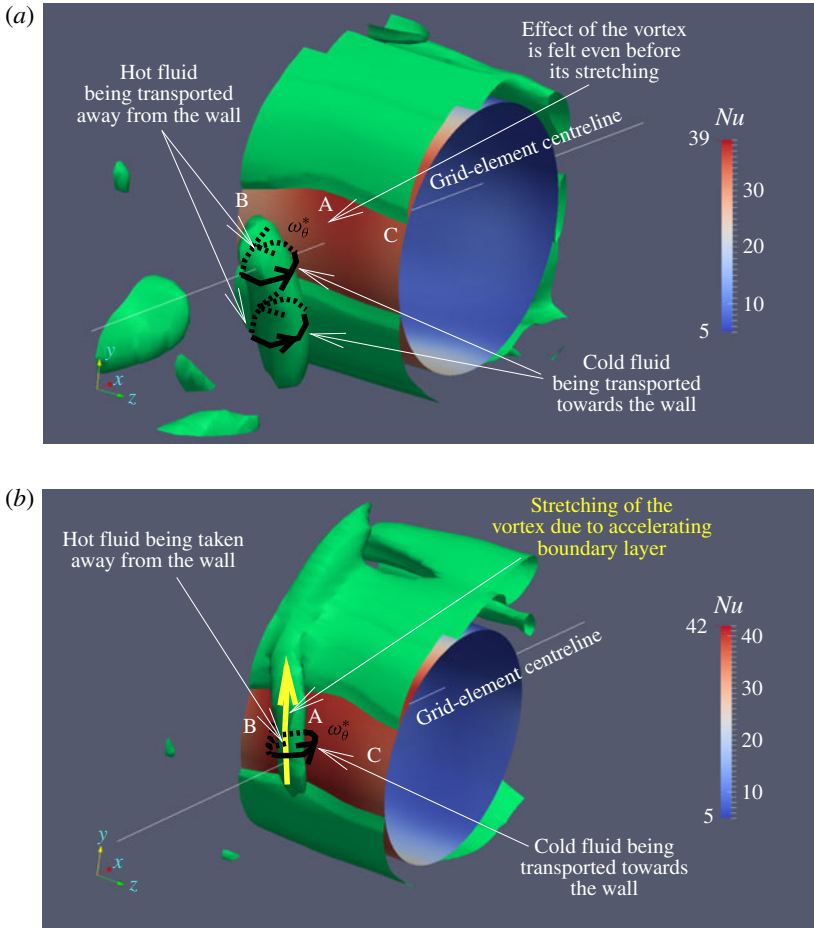 (a)
Effect of the vortex
is felt even before
its stretching
Hot fluid
being transported
away from the wall
Nu
39
30
20
10
5
Grid-element centreline
B
A
ω*θ
C
Cold fluid
being transported
towards the wall
y
x
z
(b)
Stretching of the
vortex due to accelerating
boundary layer
Hot fluid being taken
away from the wall
Nu
42
40
30
20
10
5
Grid-element centreline
B
A
ω*θ
C
Cold fluid being
transported towards
the wall
y
x
z